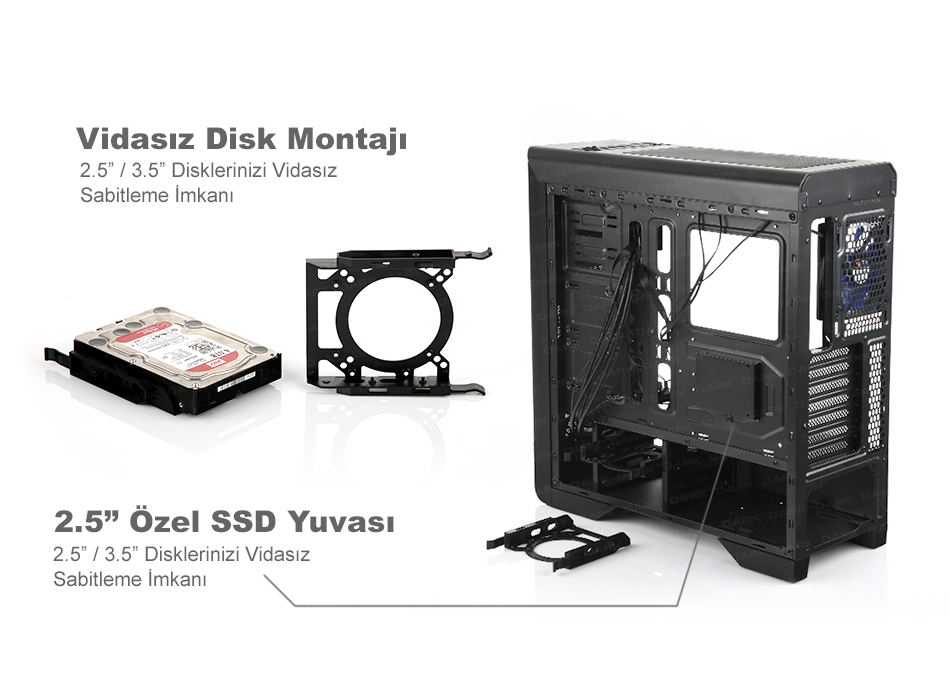 Vidasız Disk Montajı
2.5” / 3.5” Disklerinizi Vidasız
Sabitleme İmkanı
2.5” Özel SSD Yuvası
2.5” / 3.5” Disklerinizi Vidasız
Sabitleme İmkanı